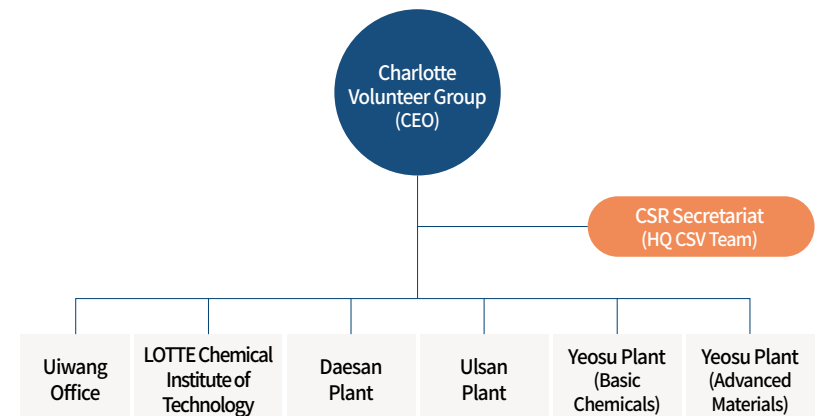 Charlotte
Volunteer Group
(CEO)
CSR Secretariat
(HQ CSV Team)
Uiwang
Office
LOTTE Chemical
Institute of
Technology
Daesan
Plant
Ulsan
Plant
Yeosu Plant
(Basic
Chemicals)
Yeosu Plant
(Advanced
Materials)